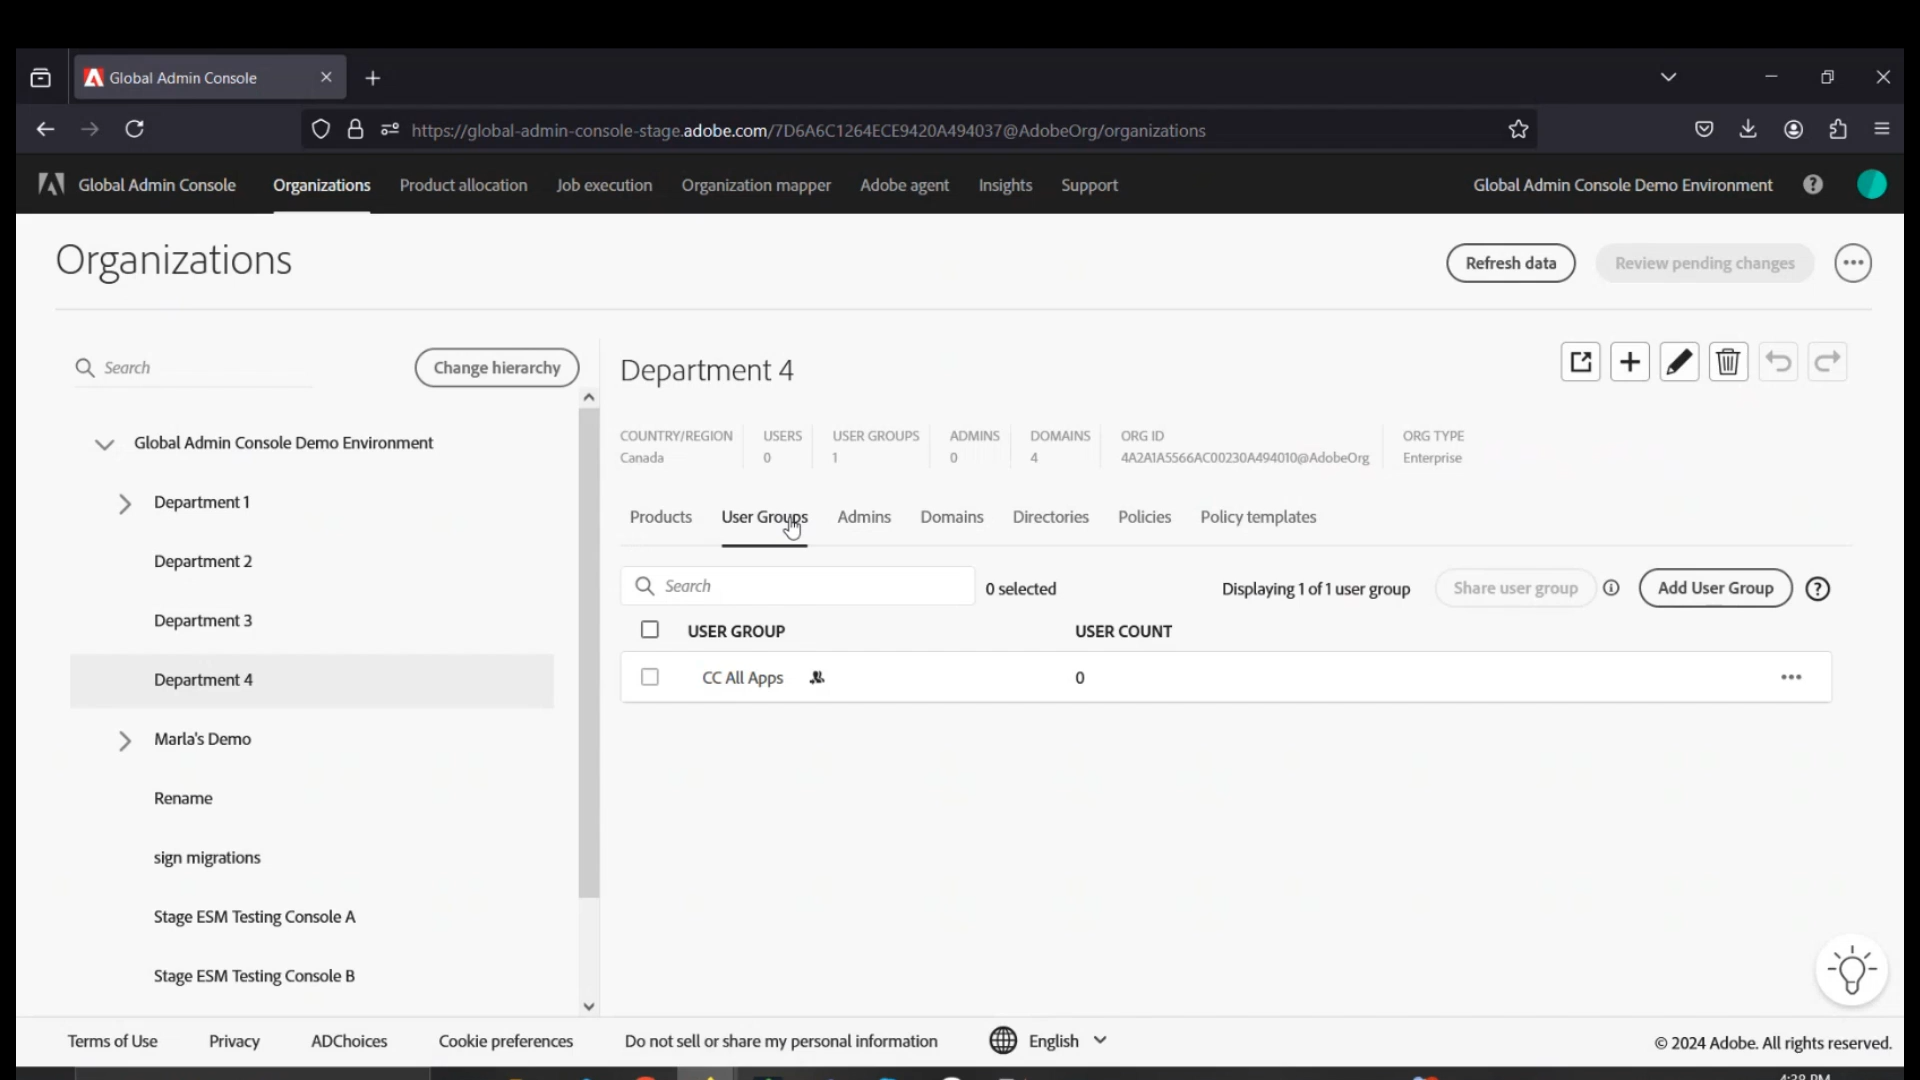 Global Admin Console
https://global-admin-console-stage.adobe.com/7D6A6C1264ECE9420A494037@AdobeOrg/organizations
Global Admin Console Organizations Product allocation Job execution Organization mapper Adobe agent Insights Support Global Admin Console Demo Environment
Organizations
Refresh data Review pending changes
Search Change hierarchy
Global Admin Console Demo Environment
Department 1
Department 2
Department 3
Department 4
Marla's Demo
Rename
sign migrations
Stage ESM Testing Console A
Stage ESM Testing Console B
Department 4
COUNTRY/REGION USERS USER GROUPS ADMINS DOMAINS ORG ID ORG TYPE
Canada 0 1 0 4 4A2A1A5566AC00230A494010@AdobeOrg Enterprise
Products User Groups Admins Domains Directories Policies Policy templates
Search 0 selected Displaying 1 of 1 user group Share user group Add User Group
USER GROUP USER COUNT
CC All Apps 0
Terms of Use Privacy ADChoices Cookie preferences Do not sell or share my personal information English © 2024 Adobe. All rights reserved.
4:38 PM